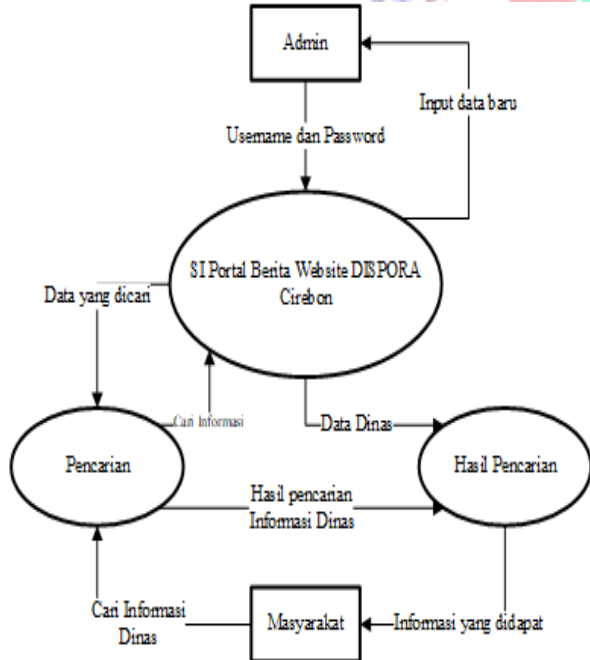 Admin
Input data baru
Username dan Password
SI Portal Berita Website DISPORA
Cirebon
Data yang dicari
Cari Informasi
Data Dinas
Pencarian
Hasil Pencarian
Hasil pencarian
Informasi Dinas
Cari Informasi
Dinas
Masyarakat
Informasi yang didapat